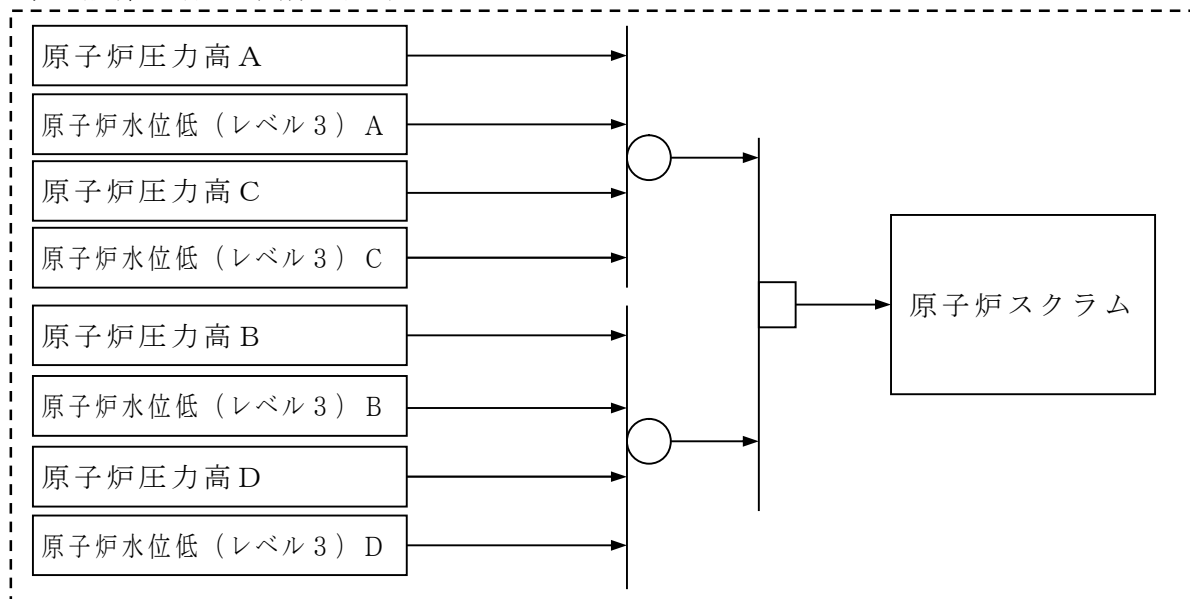 原子炉圧力高A
原子炉水位低（レベル３）A
原子炉圧力高C
原子炉水位低（レベル３）C
原子炉圧力高B
原子炉水位低（レベル３）B
原子炉圧力高D
原子炉水位低（レベル３）D
原子炉スクラム